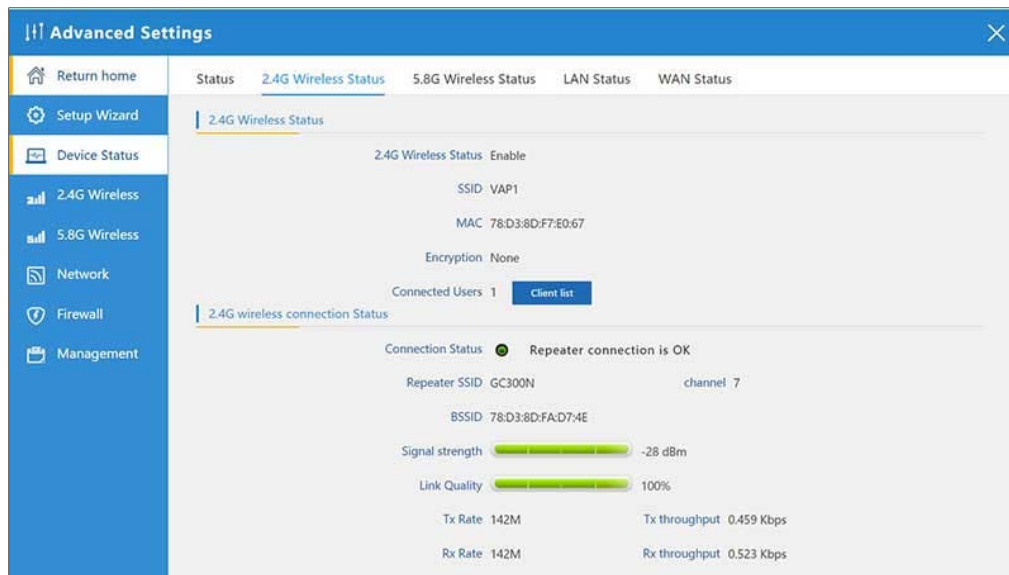 Advanced Settings
Return home
Setup Wizard
Device Status
2.4G Wireless
5.8G Wireless
Network
Firewall
Management
Status 2.4G Wireless Status 5.8G Wireless Status LAN Status WAN Status
2.4G Wireless Status
2.4G Wireless Status Enable
SSID VAP1
MAC 78:D3:8D:F7:E0:67
Encryption None
Connected Users 1 Client list
2.4G wireless connection Status
Connection Status Repeater connection is OK
Repeater SSID GC300N channel 7
BSSID 78:D3:8D:FA:D7:4E
Signal strength -28 dBm
Link Quality 100%
Tx Rate 142M Tx throughput 0.459 Kbps
Rx Rate 142M Rx throughput 0.523 Kbps